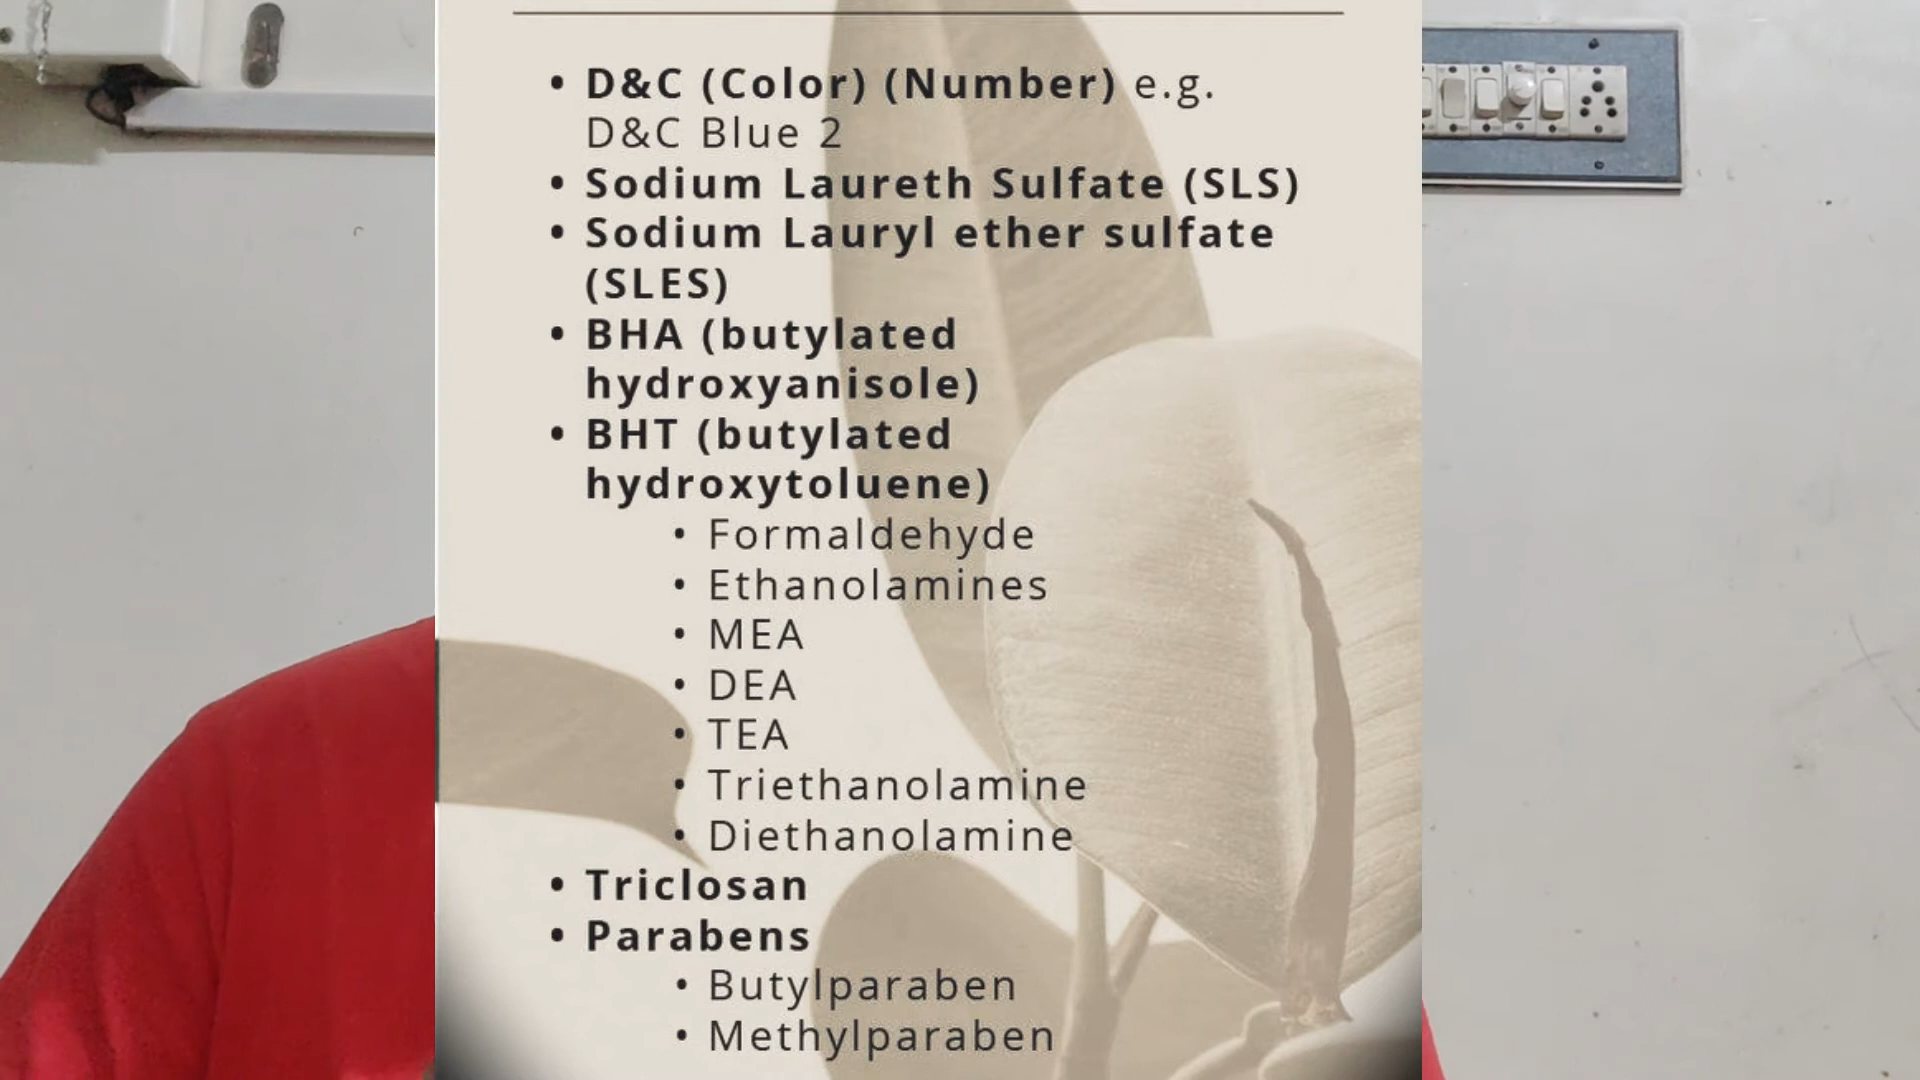 • D&C (Color) (Number) e.g.
D&C Blue 2
• Sodium Laureth Sulfate (SLS)
• Sodium Lauryl ether sulfate
(SLES)
• BHA (butylated
hydroxyanisole)
• BHT (butylated
hydroxytoluene)
• Formaldehyde
• Ethanolamines
• MEA
• DEA
• TEA
• Triethanolamine
• Diethanolamine
• Triclosan
• Parabens
• Butylparaben
• Methylparaben